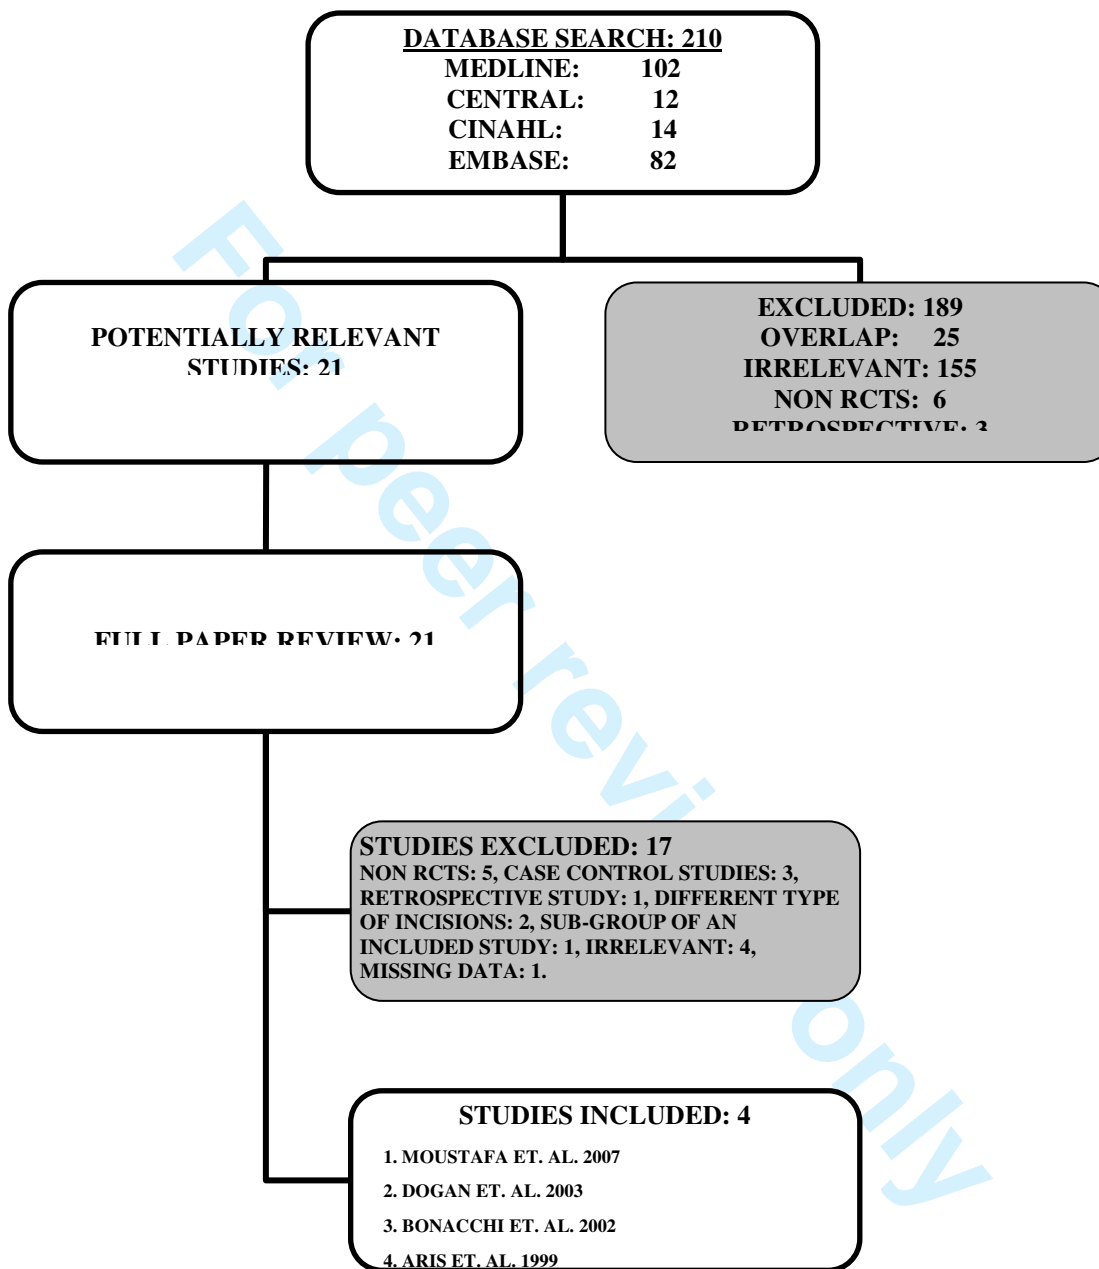 DATABASE SEARCH: 210
MEDLINE: 102
CENTRAL: 12
CINAHL: 14
EMBASE: 82
POTENTIALLY RELEVANT
STUDIES: 21
EXCLUDED: 189
OVERLAP: 25
IRRELEVANT: 155
NON RCTS: 6
RETROSPECTIVE: 3
FULL PAPER REVIEW: 21
STUDIES EXCLUDED: 17
NON RCTS: 5, CASE CONTROL STUDIES: 3,
RETROSPECTIVE STUDY: 1, DIFFERENT TYPE
OF INCISIONS: 2, SUB-GROUP OF AN
INCLUDED STUDY: 1, IRRELEVANT: 4,
MISSING DATA: 1.
STUDIES INCLUDED: 4
1. MOUSTAFA ET. AL. 2007
2. DOGAN ET. AL. 2003
3. BONACCHI ET. AL. 2002
4. ARIS ET. AL. 1999
For peer review only